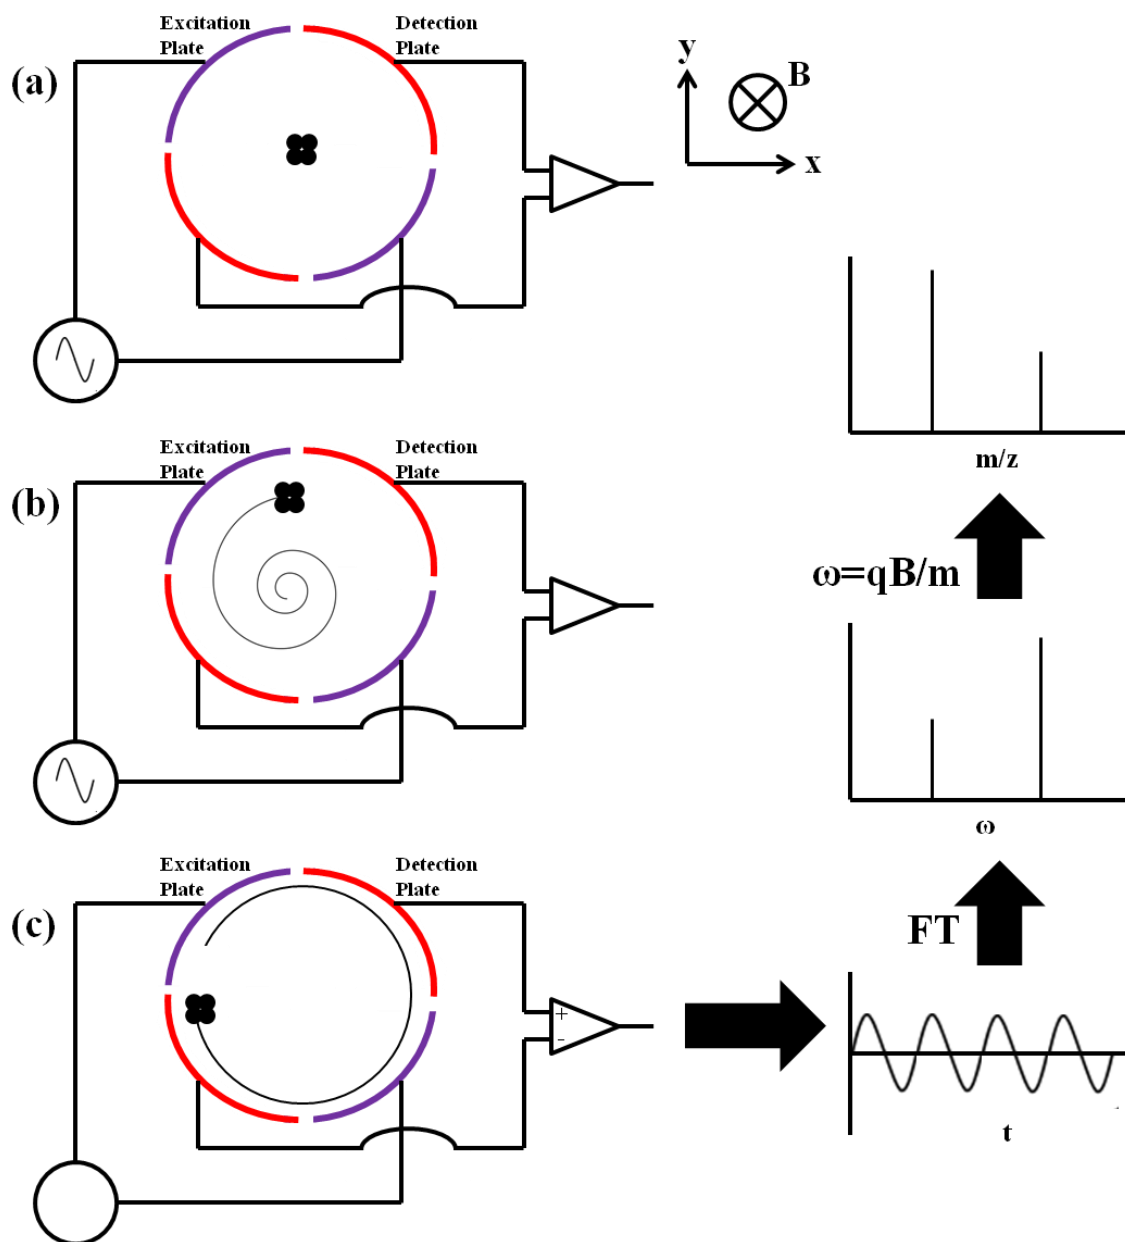 Excitation
Plate
Detection
Plate
(a)
y
B
x
m/z
Excitation
Plate
Detection
Plate
(b)
ω=qB/m
ω
Excitation
Plate
Detection
Plate
(c)
FT
+
-
t